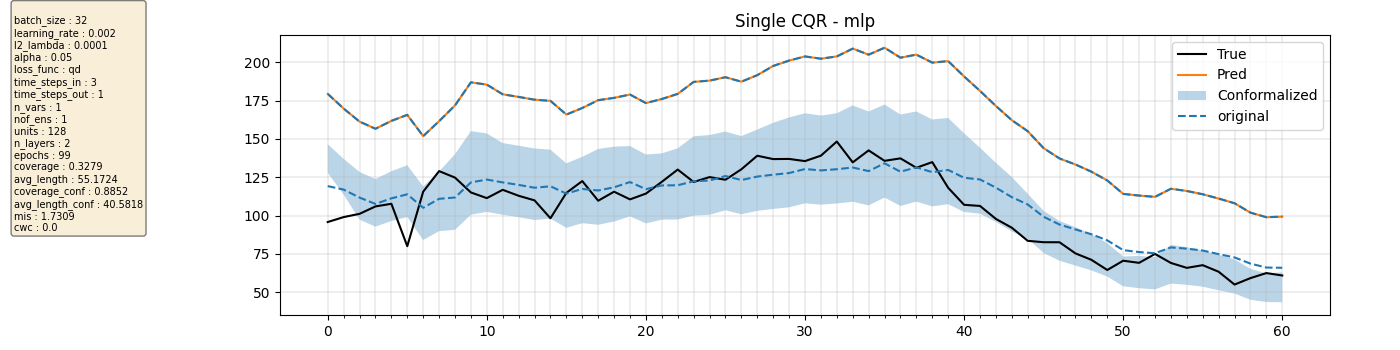 batch_size : 32
learning_rate : 0.002
l2_lambda : 0.0001
alpha : 0.05
loss_func : qd
time_steps_in : 3
time_steps_out : 1
n_vars : 1
nof_ens : 1
units : 128
n_layers : 2
epochs : 99
coverage : 0.3279
avg_length : 55.1724
coverage_conf : 0.8852
avg_length_conf : 40.5818
mis : 1.7309
cwc : 0.0
Single CQR - mlp
True
Pred
Conformalized
original
200
175
150
125
100
75
50
0 10 20 30 40 50 60